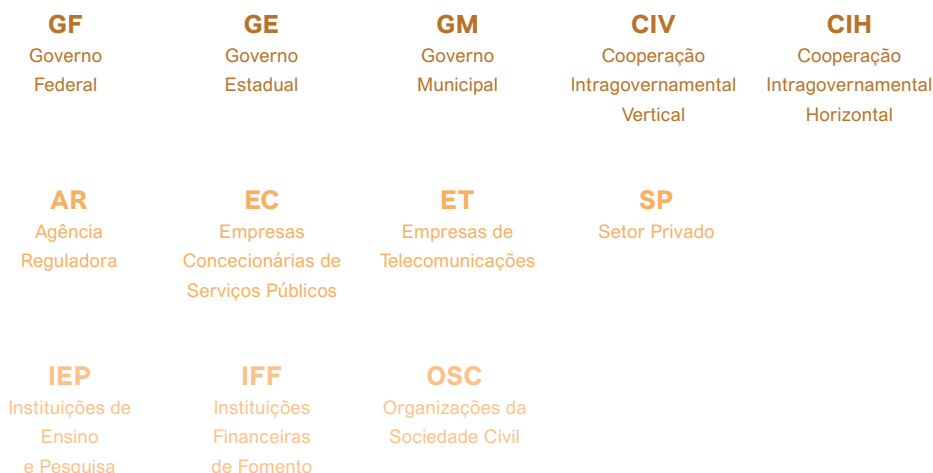 GF
Governo
Federal
GE
Governo
Estadual
GM
Governo
Municipal
CIV
Cooperação
Intragovernamental
Vertical
CIH
Cooperação
Intragovernamental
Horizontal
AR
Agência
Reguladora
EC
Empresas
Concecionárias de
Serviços Públicos
ET
Empresas de
Telecomunicações
SP
Setor Privado
IEP
Instituições de
Ensino
e Pesquisa
IFF
Instituições
Financeiras
de Fomento
OSC
Organizações da
Sociedade Civil